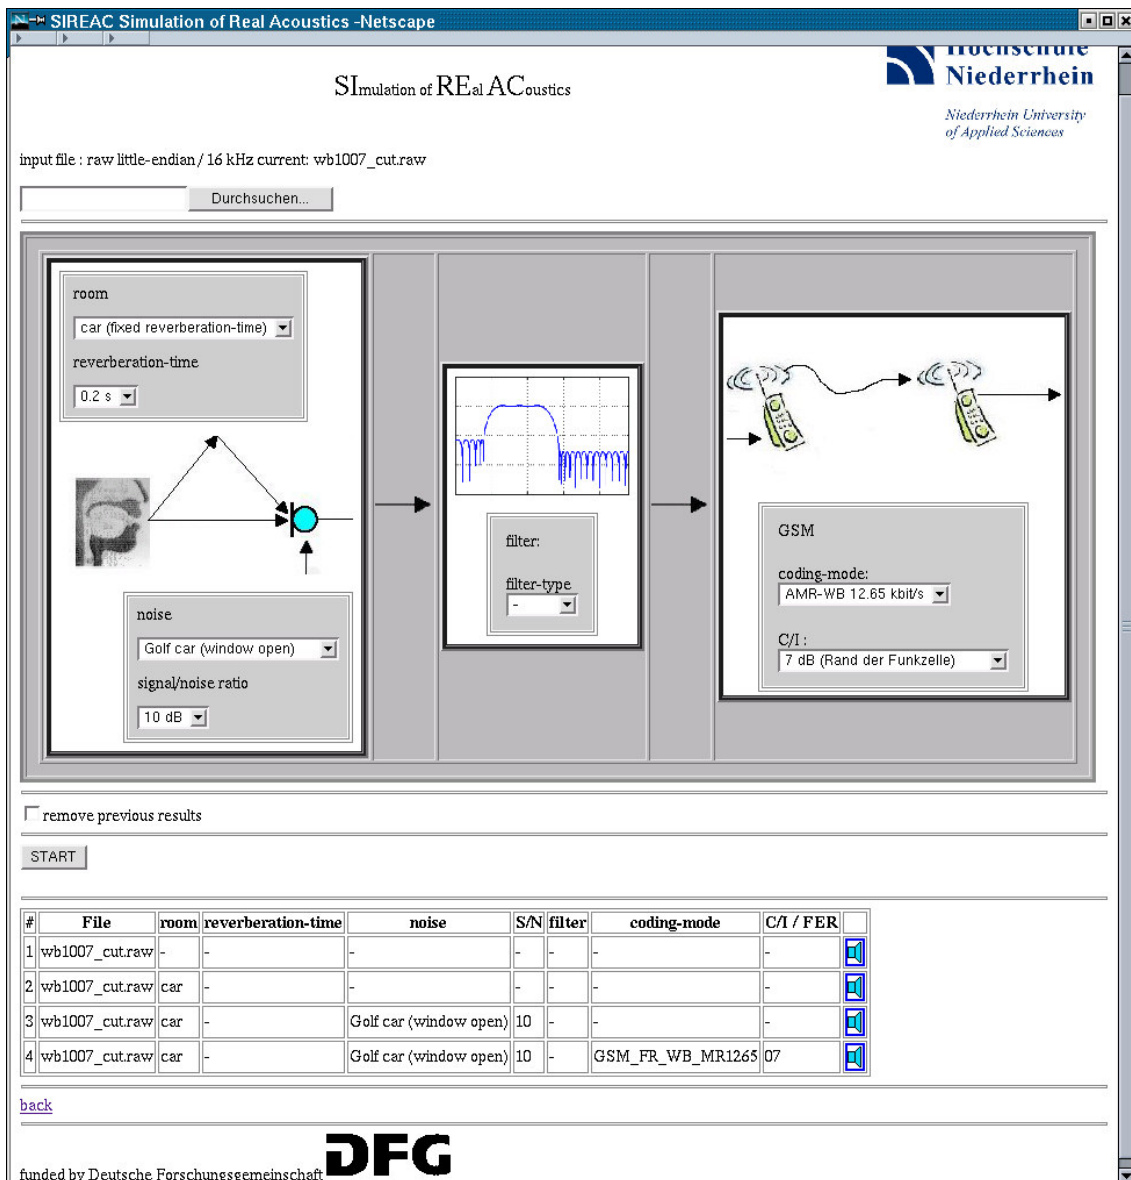 SIREAC Simulation of Real Acoustics -Netscape
Hochschule
Niederrhein
Niederrhein University
of Applied Sciences
SImulation of REal ACoustics
input file : raw little-endian / 16 kHz current: wb1007_cut.raw
Durchsuchen...
room
car (fixed reverberation-time)
reverberation-time
0.2 s
noise
Golf car (window open)
signal/noise ratio
10 dB
filter:
filter-type
-
GSM
coding-mode:
AMR-WB 12.65 kbit/s
C/I :
7 dB (Rand der Funkzelle)
remove previous results
START
# File room reverberation-time noise S/N filter coding-mode C/I / FER
1 wb1007_cut.raw - - - - - - -
2 wb1007_cut.raw car - - - - - -
3 wb1007_cut.raw car - Golf car (window open) 10 - - -
4 wb1007_cut.raw car - Golf car (window open) 10 - GSM_FR_WB_MR1265 07
back
funded by Deutsche Forschungsgemeinschaft DFG